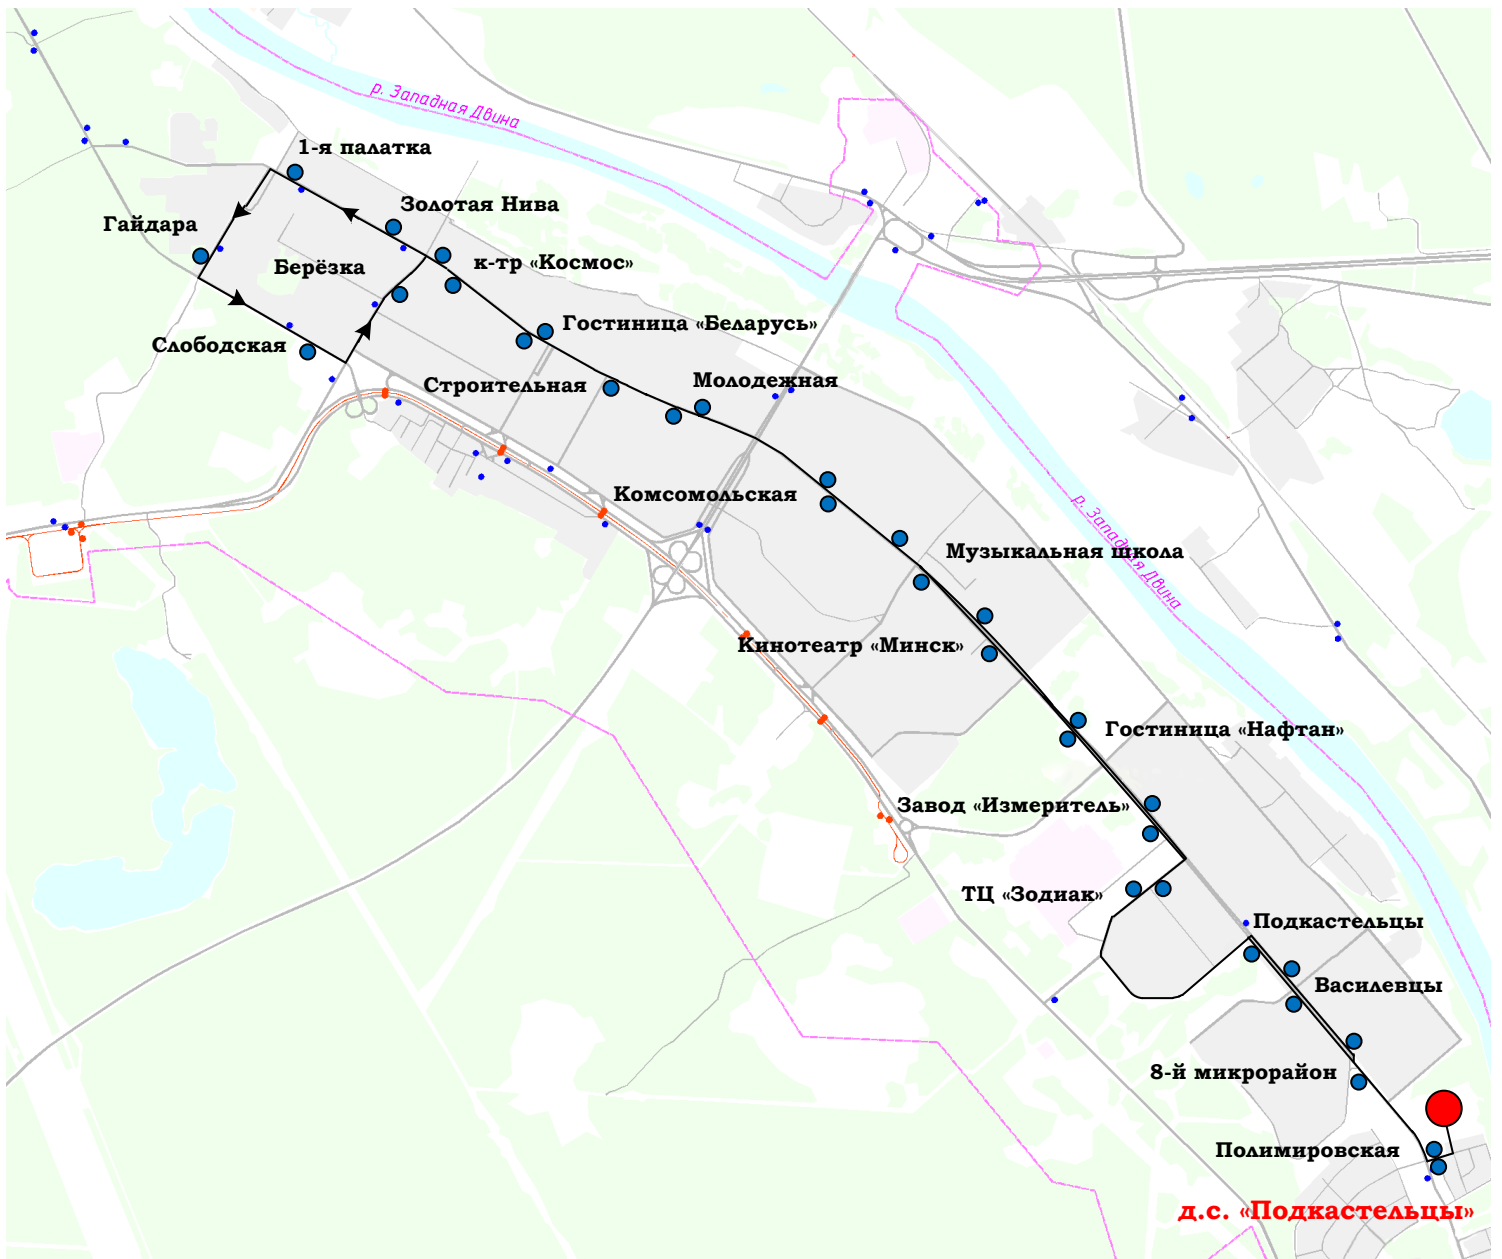 р. Западная Двина
1-я палатка
Золотая Нива
Гайдара
к-тр «Космос»
Берёзка
Гостиница «Беларусь»
Слободская
Строительная
Молодежная
Комсомольская
р. Западная Двина
Музыкальная школа
Кинотеатр «Минск»
Гостиница «Нафтан»
Завод «Измеритель»
ТЦ «Зодиак»
Подкастельцы
Василевцы
8-й микрорайон
Полимировская
д.с. «Подкастельцы»